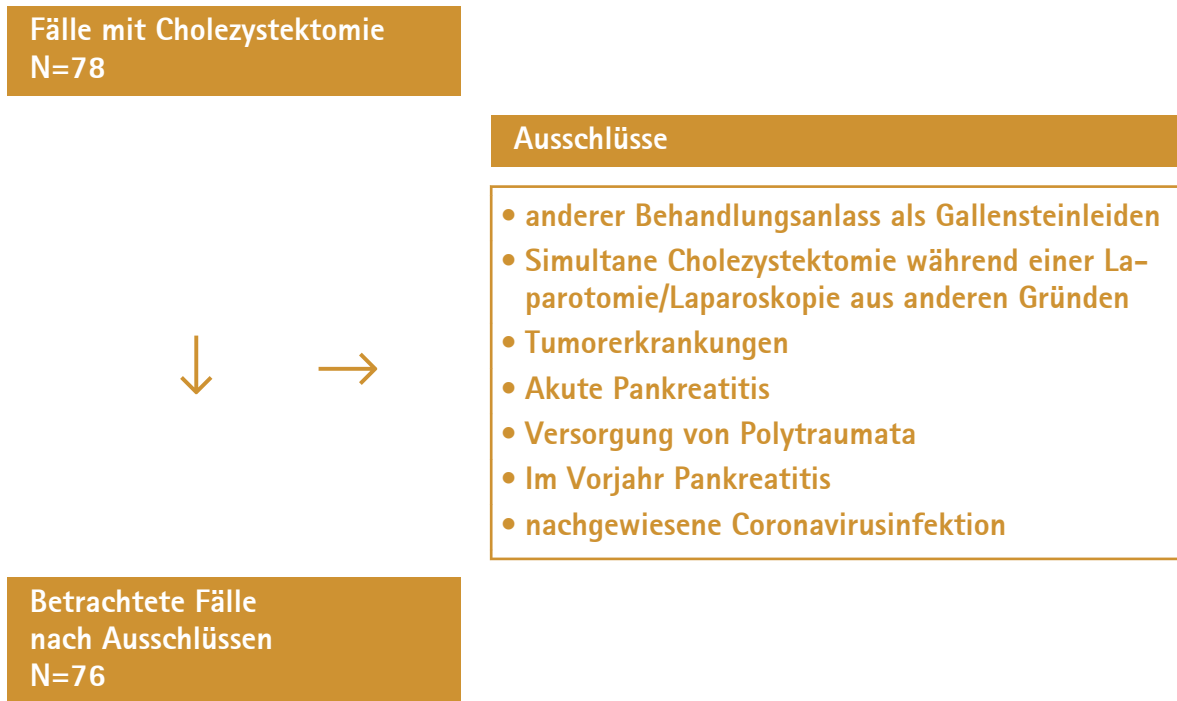 Fälle mit Cholezystektomie
N=78
Ausschlüsse
• anderer Behandlungsanlass als Gallensteinleiden
• Simultane Cholezystektomie während einer La-
parotomie/Laparoskopie aus anderen Gründen
• Tumorerkrankungen
• Akute Pankreatitis
• Versorgung von Polytraumata
• Im Vorjahr Pankreatitis
• nachgewiesene Coronavirusinfektion
Betrachtete Fälle
nach Ausschlüssen
N=76